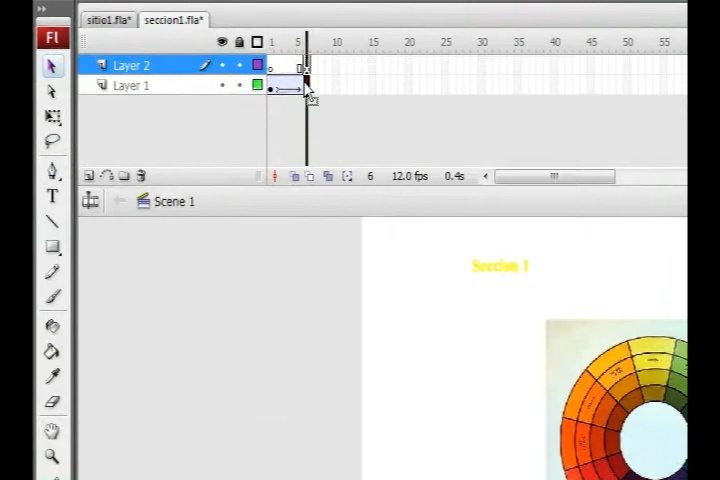 sitio1.fla* seccion1.fla*
Fl
1 5 10 15 20 25 30 35 40 45 50 55
Layer 2
Layer 1
6 12.0 fps 0.4s
Scene 1
T
Seccion 1